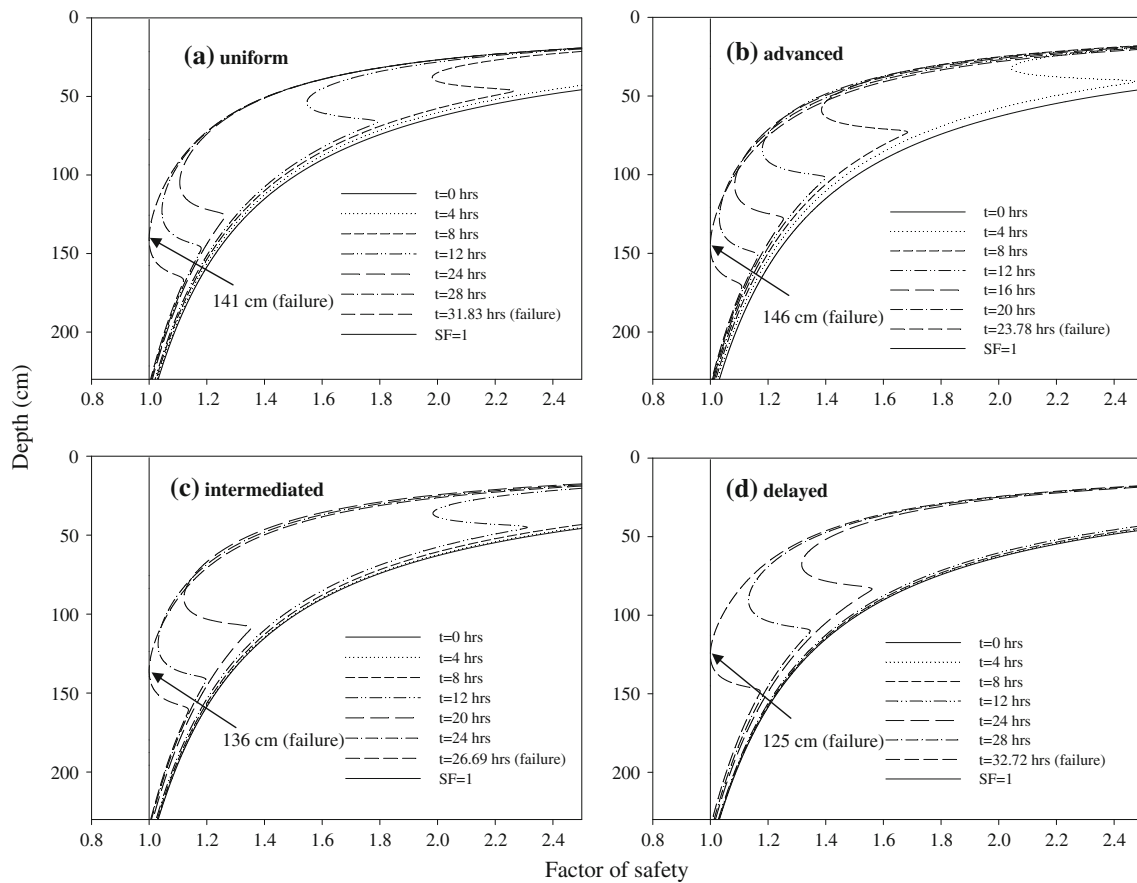 Depth (cm)
(a) uniform
0
50
100
150
200
0.8 1.0 1.2 1.4 1.6 1.8 2.0 2.2 2.4
141 cm (failure)
t=0 hrs
t=4 hrs
t=8 hrs
t=12 hrs
t=24 hrs
t=28 hrs
t=31.83 hrs (failure)
SF=1
(b) advanced
0
50
100
150
200
0.8 1.0 1.2 1.4 1.6 1.8 2.0 2.2 2.4
146 cm (failure)
t=0 hrs
t=4 hrs
t=8 hrs
t=12 hrs
t=16 hrs
t=20 hrs
t=23.78 hrs (failure)
SF=1
(c) intermediated
0
50
100
150
200
0.8 1.0 1.2 1.4 1.6 1.8 2.0 2.2 2.4
136 cm (failure)
t=0 hrs
t=4 hrs
t=8 hrs
t=12 hrs
t=20 hrs
t=24 hrs
t=26.69 hrs (failure)
SF=1
(d) delayed
0
50
100
150
200
0.8 1.0 1.2 1.4 1.6 1.8 2.0 2.2 2.4
125 cm (failure)
t=0 hrs
t=4 hrs
t=8 hrs
t=12 hrs
t=24 hrs
t=28 hrs
t=32.72 hrs (failure)
SF=1
Factor of safety